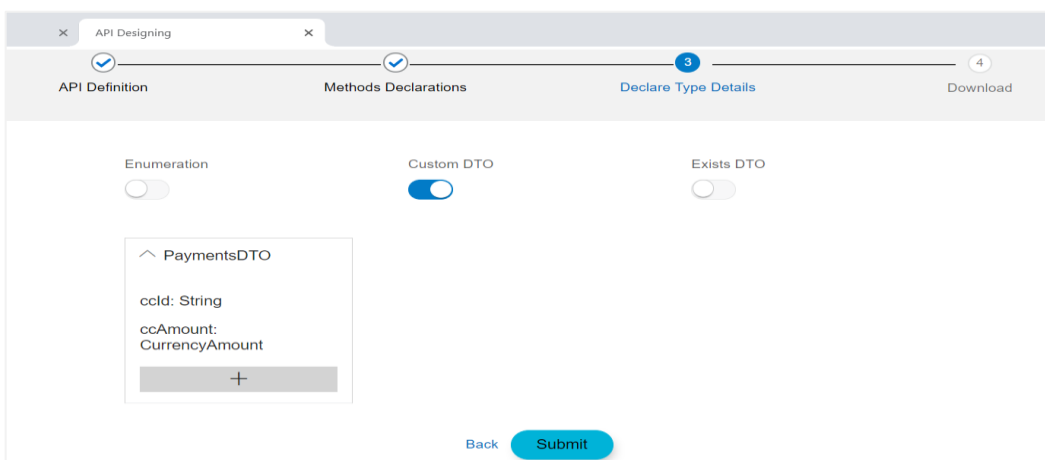 API Designing
3
4
API Definition
Methods Declarations
Declare Type Details
Download
Enumeration
Custom DTO
Exists DTO
PaymentsDTO
ccId: String
ccAmount:
CurrencyAmount
Back
Submit